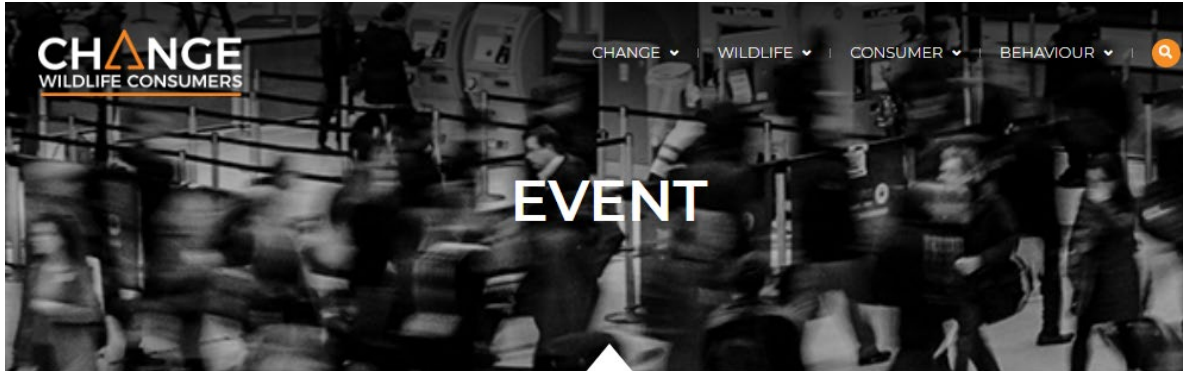 CHANGE
WILDLIFE CONSUMERS
CHANGE WILDLIFE CONSUMER BEHAVIOUR
EVENT